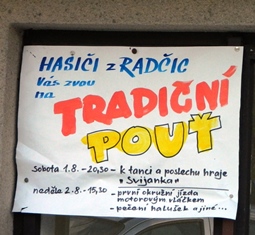 HASIČI z RADČIC
Vás zvou
na
TRADIČNÍ
POUŤ
sobota 1.8. - 20,30 - k tanci a poslechu hraje
"Svijanka"
neděle 2.8. - 15,30 - první okružní jízda
motorovým vláčkem
- pečení halušek a jiné...